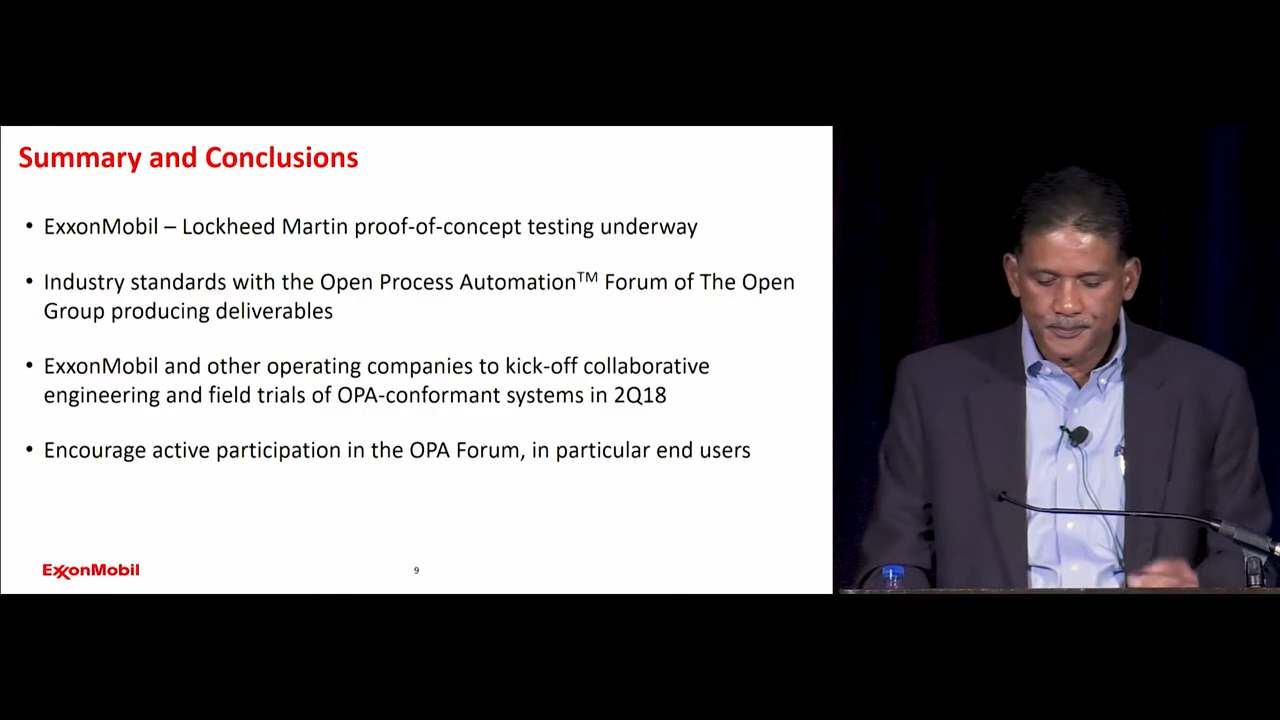 Summary and Conclusions
• ExxonMobil – Lockheed Martin proof-of-concept testing underway
• Industry standards with the Open Process Automation™ Forum of The Open
Group producing deliverables
• ExxonMobil and other operating companies to kick-off collaborative
engineering and field trials of OPA-conformant systems in 2Q18
• Encourage active participation in the OPA Forum, in particular end users
ExxonMobil
9